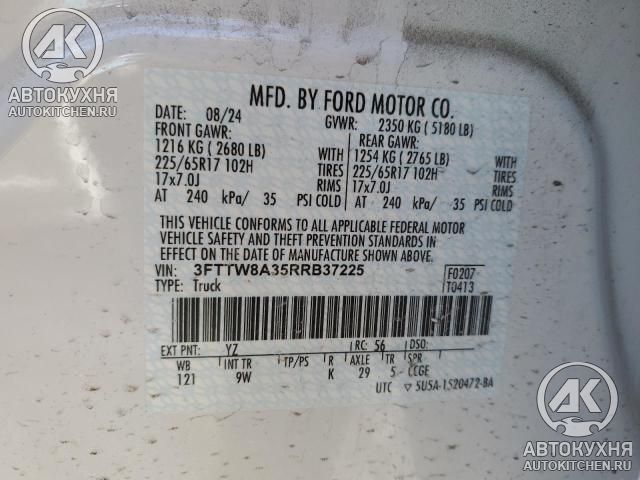 АК
АВТОКУХНЯ
AUTOKITCHEN.RU
MFD. BY FORD MOTOR CO.
DATE: 08/24 GVWR: 2350 KG ( 5180 LB)
FRONT GAWR: REAR GAWR:
1216 KG ( 2680 LB) WITH 1254 KG ( 2765 LB) WITH
225/65R17 102H TIRES 225/65R17 102H TIRES
17x7.0J RIMS 17x7.0J RIMS
AT 240 kPa/ 35 PSI COLD AT 240 kPa/ 35 PSI COLD
THIS VEHICLE CONFORMS TO ALL APPLICABLE FEDERAL MOTOR
VEHICLE SAFETY AND THEFT PREVENTION STANDARDS IN
EFFECT ON THE DATE OF MANUFACTURE SHOWN ABOVE.
VIN: 3FTTW8A35RRB37225 F0207
TYPE: Truck T0413
EXT PNT: YZ RC: 56 DSO:
WB INT TR TP/PS R AXLE TR SPR
121 9W K 29 5 CCGE
UTC 5U5A-1520472-BA
АК
АВТОКУХНЯ
AUTOKITCHEN.RU